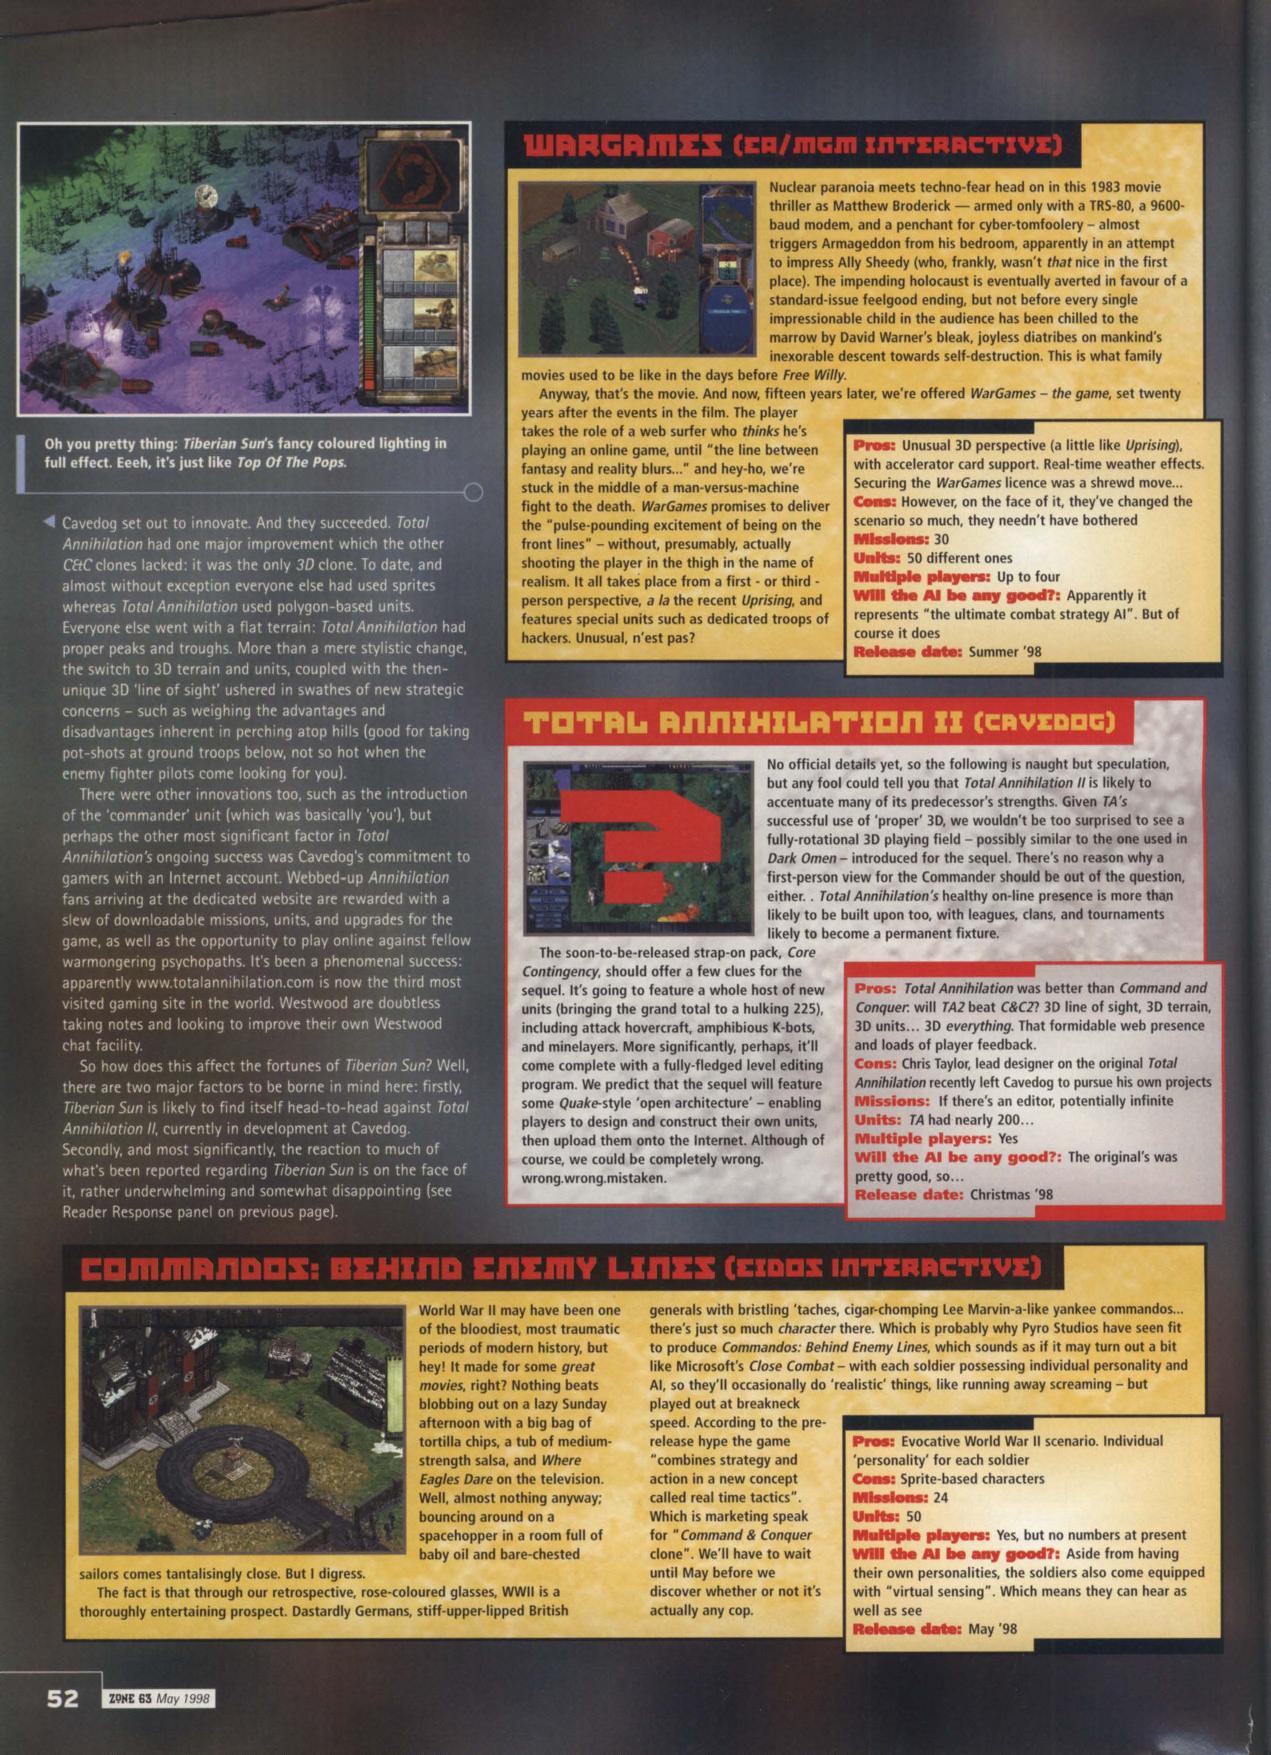 Oh you pretty thing: Tiberian Sun's fancy coloured lighting in
full effect. Eeeh, it's just like Top Of The Pops.
Cavedog set out to innovate. And they succeeded. Total
Annihilation had one major improvement which the other
C&C clones lacked: it was the only 3D clone. To date, and
almost without exception everyone else had used sprites
whereas Total Annihilation used polygon-based units.
Everyone else went with a flat terrain: Total Annihilation had
proper peaks and troughs. More than a mere stylistic change,
the switch to 3D terrain and units, coupled with the then-
unique 3D 'line of sight' ushered in swathes of new strategic
concerns – such as weighing the advantages and
disadvantages inherent in perching atop hills (good for taking
pot-shots at ground troops below, not so hot when the
enemy fighter pilots come looking for you).
There were other innovations too, such as the introduction
of the 'commander' unit (which was basically 'you'), but
perhaps the other most significant factor in Total
Annihilation's ongoing success was Cavedog's commitment to
gamers with an Internet account. Webbed-up Annihilation
fans arriving at the dedicated website are rewarded with a
slew of downloadable missions, units, and upgrades for the
game, as well as the opportunity to play online against fellow
warmongering psychopaths. It's been a phenomenal success:
apparently www.totalannihilation.com is now the third most
visited gaming site in the world. Westwood are doubtless
taking notes and looking to improve their own Westwood
chat facility.
So how does this affect the fortunes of Tiberian Sun? Well,
there are two major factors to be borne in mind here: firstly,
Tiberian Sun is likely to find itself head-to-head against Total
Annihilation II, currently in development at Cavedog.
Secondly, and most significantly, the reaction to much of
what's been reported regarding Tiberian Sun is on the face of
it, rather underwhelming and somewhat disappointing (see
Reader Response panel on previous page).
WARGAMES (EA/MGM INTERACTIVE)
Nuclear paranoia meets techno-fear head on in this 1983 movie
thriller as Matthew Broderick — armed only with a TRS-80, a 9600-
baud modem, and a penchant for cyber-tomfoolery – almost
triggers Armageddon from his bedroom, apparently in an attempt
to impress Ally Sheedy (who, frankly, wasn't that nice in the first
place). The impending holocaust is eventually averted in favour of a
standard-issue feelgood ending, but not before every single
impressionable child in the audience has been chilled to the
marrow by David Warner's bleak, joyless diatribes on mankind's
inexorable descent towards self-destruction. This is what family
movies used to be like in the days before Free Willy.
Anyway, that's the movie. And now, fifteen years later, we're offered WarGames – the game, set twenty
years after the events in the film. The player
takes the role of a web surfer who thinks he's
playing an online game, until "the line between
fantasy and reality blurs..." and hey-ho, we're
stuck in the middle of a man-versus-machine
fight to the death. WarGames promises to deliver
the "pulse-pounding excitement of being on the
front lines" – without, presumably, actually
shooting the player in the thigh in the name of
realism. It all takes place from a first - or third -
person perspective, a la the recent Uprising, and
features special units such as dedicated troops of
hackers. Unusual, n'est pas?
Pros: Unusual 3D perspective (a little like Uprising),
with accelerator card support. Real-time weather effects.
Securing the WarGames licence was a shrewd move...
Cons: However, on the face of it, they've changed the
scenario so much, they needn't have bothered
Missions: 30
Units: 50 different ones
Multiple players: Up to four
Will the AI be any good?: Apparently it
represents "the ultimate combat strategy AI". But of
course it does
Release date: Summer '98
TOTAL ANNIHILATION II (CAVEDOG)
No official details yet, so the following is naught but speculation,
but any fool could tell you that Total Annihilation II is likely to
accentuate many of its predecessor's strengths. Given TA's
successful use of 'proper' 3D, we wouldn't be too surprised to see a
fully-rotational 3D playing field – possibly similar to the one used in
Dark Omen – introduced for the sequel. There's no reason why a
first-person view for the Commander should be out of the question,
either. . Total Annihilation's healthy on-line presence is more than
likely to be built upon too, with leagues, clans, and tournaments
likely to become a permanent fixture.
The soon-to-be-released strap-on pack, Core
Contingency, should offer a few clues for the
sequel. It's going to feature a whole host of new
units (bringing the grand total to a hulking 225),
including attack hovercraft, amphibious K-bots,
and minelayers. More significantly, perhaps, it'll
come complete with a fully-fledged level editing
program. We predict that the sequel will feature
some Quake-style 'open architecture' – enabling
players to design and construct their own units,
then upload them onto the Internet. Although of
course, we could be completely wrong.
wrong.wrong.mistaken.
Pros: Total Annihilation was better than Command and
Conquer: will TA2 beat C&C2? 3D line of sight, 3D terrain,
3D units... 3D everything. That formidable web presence
and loads of player feedback.
Cons: Chris Taylor, lead designer on the original Total
Annihilation recently left Cavedog to pursue his own projects
Missions: If there's an editor, potentially infinite
Units: TA had nearly 200...
Multiple players: Yes
Will the AI be any good?: The original's was
pretty good, so...
Release date: Christmas '98
COMMANDOS: BEHIND ENEMY LINES (EIDOS INTERACTIVE)
World War II may have been one
of the bloodiest, most traumatic
periods of modern history, but
hey! It made for some great
movies, right? Nothing beats
blobbing out on a lazy Sunday
afternoon with a big bag of
tortilla chips, a tub of medium-
strength salsa, and Where
Eagles Dare on the television.
Well, almost nothing anyway;
bouncing around on a
spacehopper in a room full of
baby oil and bare-chested
sailors comes tantalisingly close. But I digress.
The fact is that through our retrospective, rose-coloured glasses, WWII is a
thoroughly entertaining prospect. Dastardly Germans, stiff-upper-lipped British
generals with bristling 'taches, cigar-chomping Lee Marvin-a-like yankee commandos...
there's just so much character there. Which is probably why Pyro Studios have seen fit
to produce Commandos: Behind Enemy Lines, which sounds as if it may turn out a bit
like Microsoft's Close Combat – with each soldier possessing individual personality and
AI, so they'll occasionally do 'realistic' things, like running away screaming – but
played out at breakneck
speed. According to the pre-
release hype the game
"combines strategy and
action in a new concept
called real time tactics".
Which is marketing speak
for "Command & Conquer
clone". We'll have to wait
until May before we
discover whether or not it's
actually any cop.
Pros: Evocative World War II scenario. Individual
'personality' for each soldier
Cons: Sprite-based characters
Missions: 24
Units: 50
Multiple players: Yes, but no numbers at present
Will the AI be any good?: Aside from having
their own personalities, the soldiers also come equipped
with "virtual sensing". Which means they can hear as
well as see
Release date: May '98
52 ZONE 63 May 1998